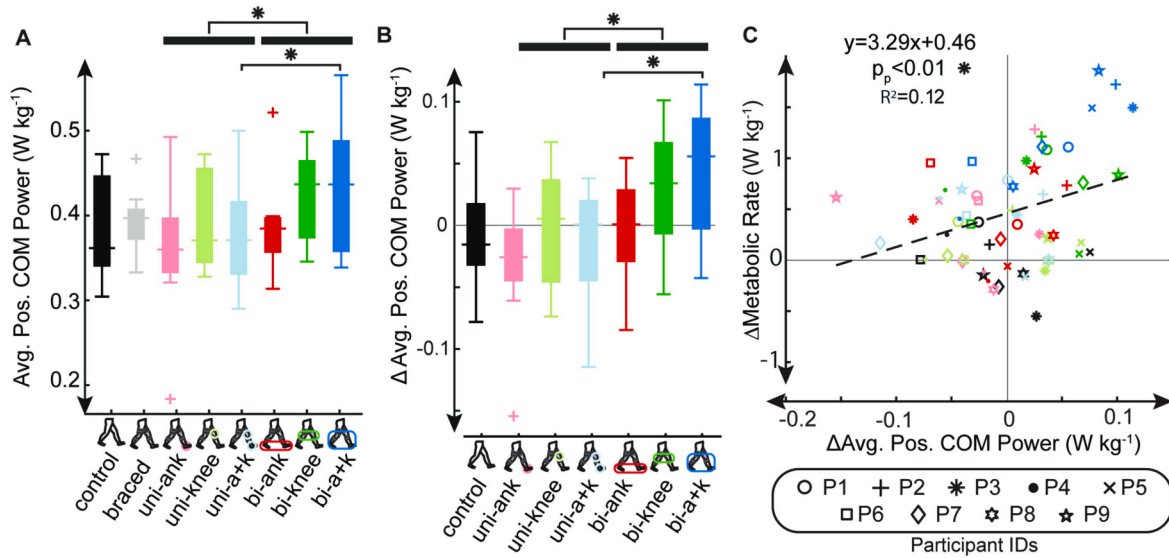 A
Avg. Pos. COM Power (W kg⁻¹)
0.5
0.4
0.3
0.2
*
*
control
braced
uni-ank
uni-knee
uni-a+k
bi-ank
bi-knee
bi-a+k
B
Δ Avg. Pos. COM Power (W kg⁻¹)
0.1
0
-0.1
*
*
control
uni-ank
uni-knee
uni-a+k
bi-ank
bi-knee
bi-a+k
C
y=3.29x+0.46
pₚ<0.01 *
R²=0.12
ΔMetabolic Rate (W kg⁻¹)
1
0
-1
-0.2
-0.1
0
0.1
ΔAvg. Pos. COM Power (W kg⁻¹)
P1 P2 P3 P4 P5
P6 P7 P8 P9
Participant IDs